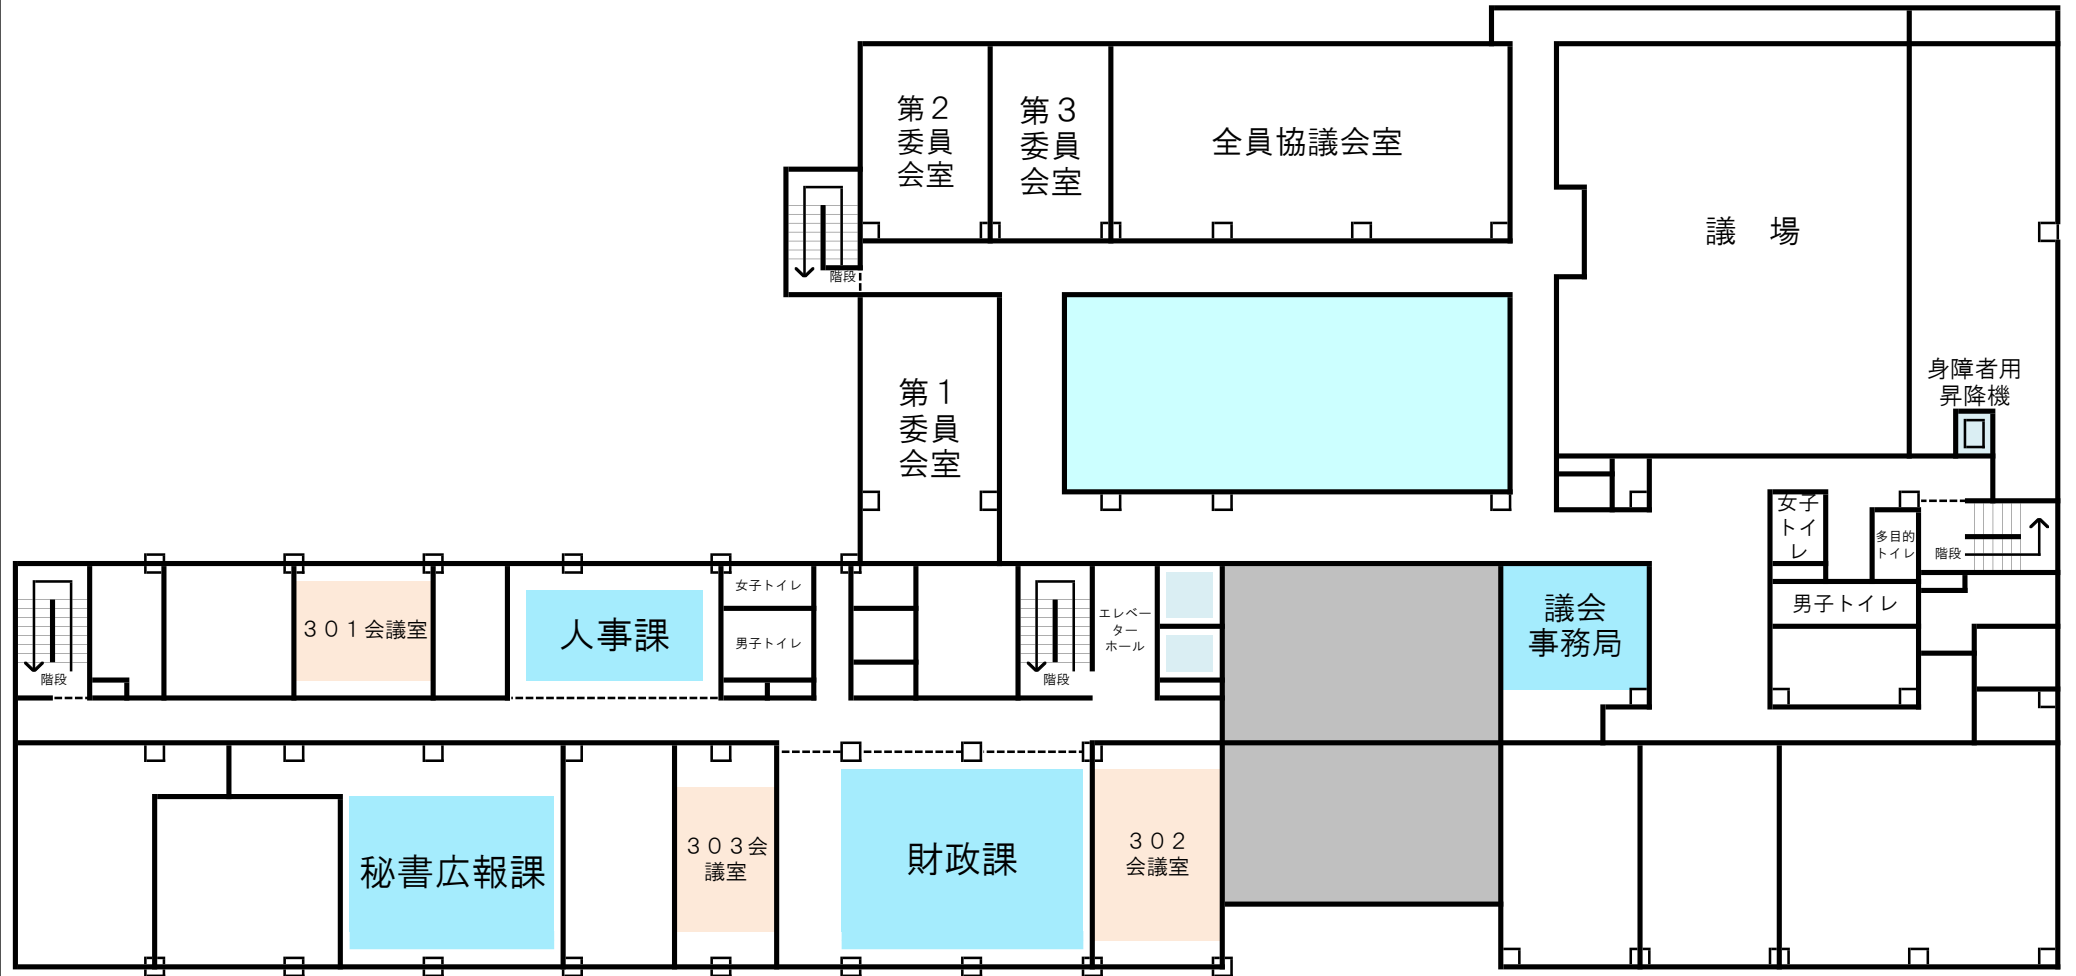 第２
委員
会室
第３
委員
会室
全員協議会室
議　場
階段
身障者用
昇降機
第１
委員
会室
女子
トイ
レ
多目的
トイレ
階段
男子トイレ
階段
３０１会議室
人事課
女子トイレ
男子トイレ
階段
エレベー
ター
ホール
議会
事務局
秘書広報課
３０３会
議室
財政課
３０２
会議室